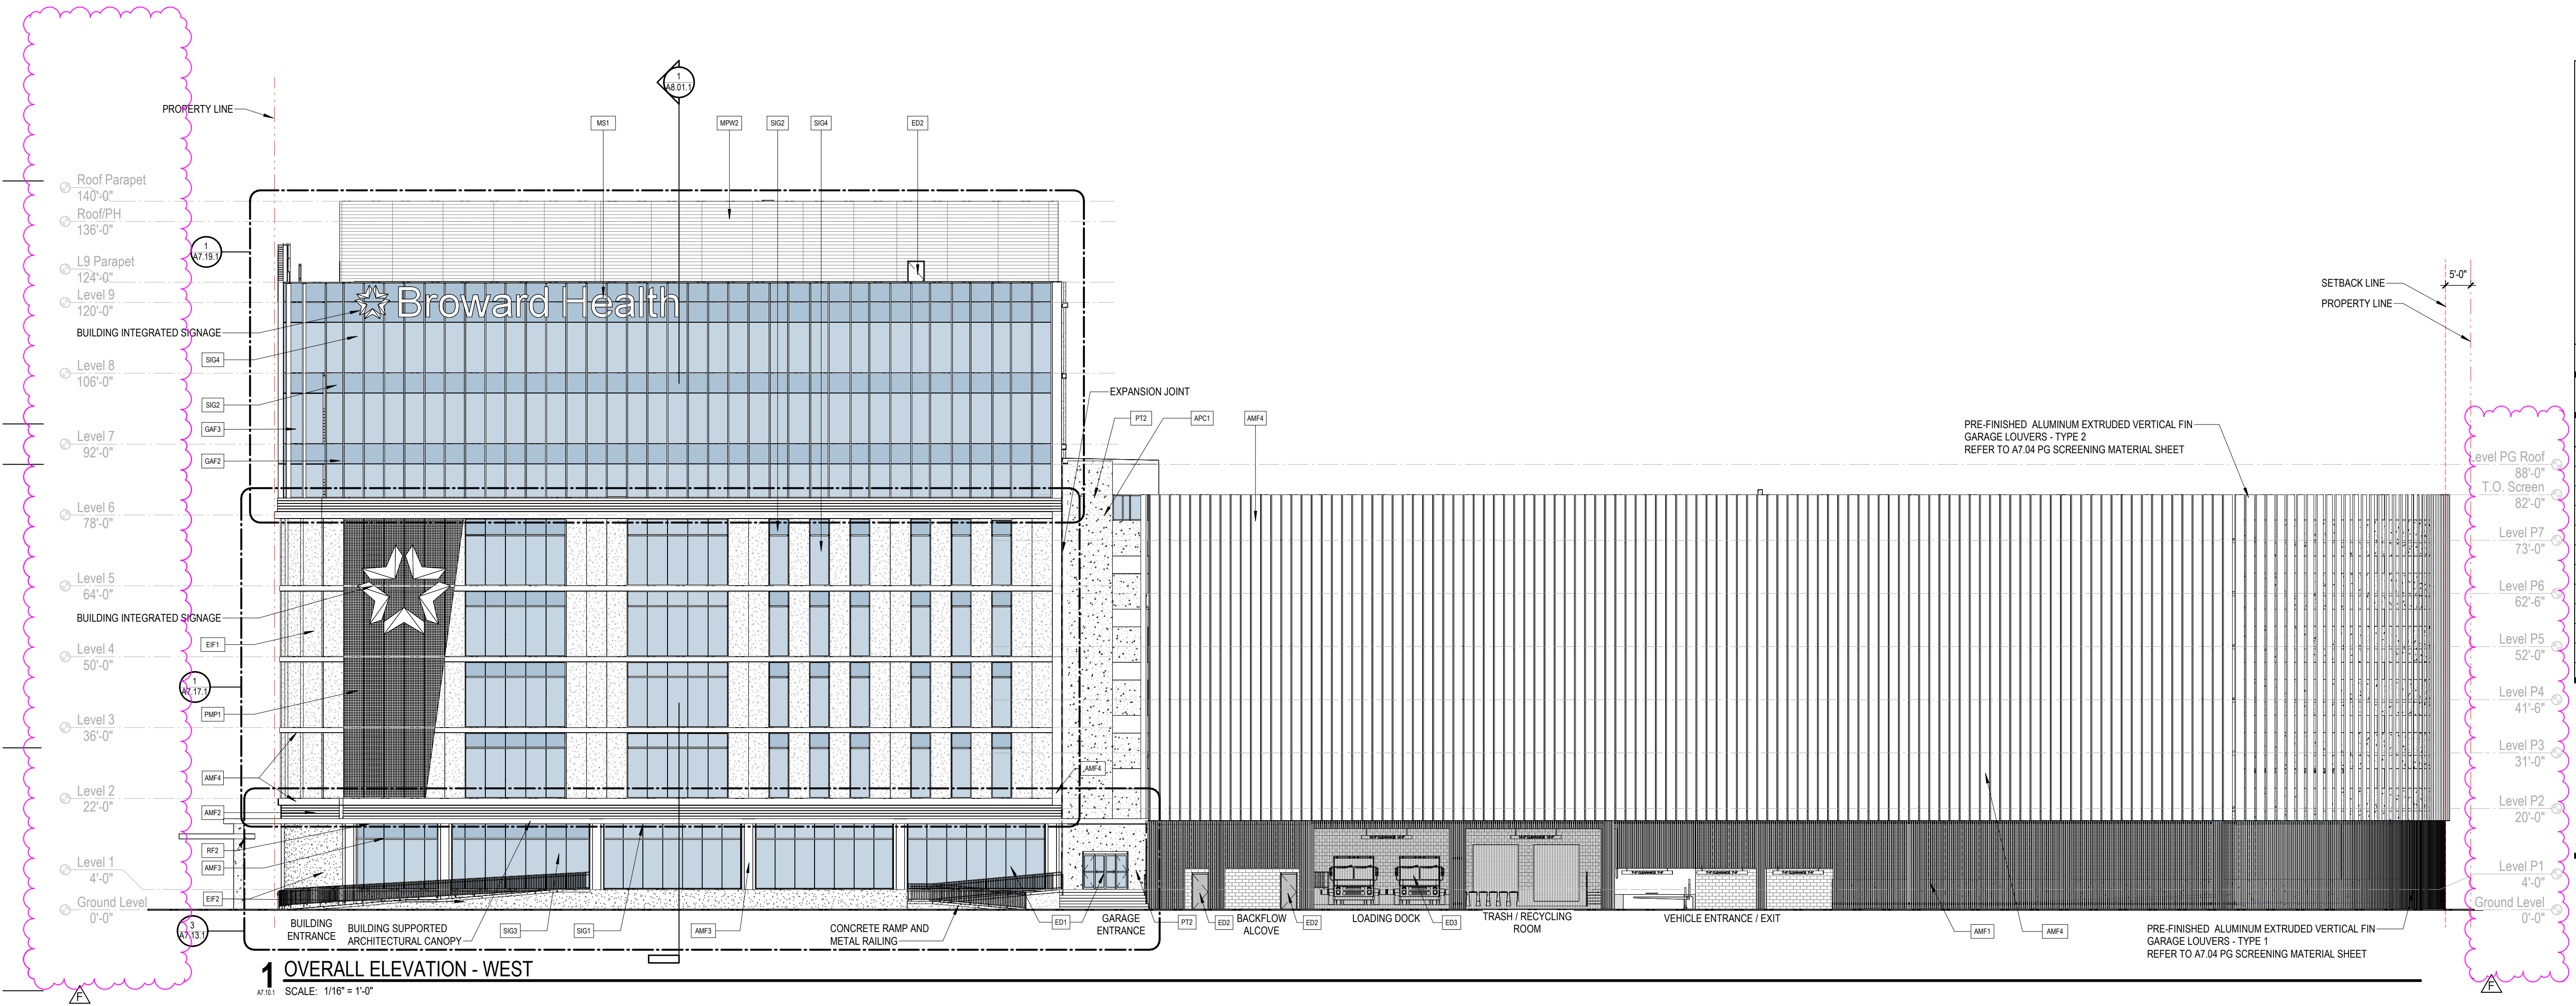 1
A8.01.1
PROPERTY LINE
MS1
MPW2
SIG2
SIG4
ED2
Roof Parapet
140'-0"
Roof/PH
136'-0"
1
A7.19.1
L9 Parapet
124'-0"
Level 9
120'-0"
Broward Health
BUILDING INTEGRATED SIGNAGE
SIG4
Level 8
106'-0"
SIG2
GAF3
Level 7
92'-0"
GAF2
Level 6
78'-0"
Level 5
64'-0"
BUILDING INTEGRATED SIGNAGE
EIF1
Level 4
50'-0"
1
A7.17.1
PMP1
Level 3
36'-0"
AMF4
Level 2
22'-0"
AMF2
RF2
AMF3
Level 1
4'-0"
EIF2
Ground Level
0'-0"
3
A7.13.1
EXPANSION JOINT
PT2
APC1
AMF4
AMF4
SETBACK LINE
PROPERTY LINE
5'-0"
PRE-FINISHED ALUMINUM EXTRUDED VERTICAL FIN
GARAGE LOUVERS - TYPE 2
REFER TO A7.04 PG SCREENING MATERIAL SHEET
Level PG Roof
88'-0"
T.O. Screen
82'-0"
Level P7
73'-0"
Level P6
62'-6"
Level P5
52'-0"
Level P4
41'-6"
Level P3
31'-0"
Level P2
20'-0"
Level P1
4'-0"
Ground Level
0'-0"
BUILDING
ENTRANCE
BUILDING SUPPORTED
ARCHITECTURAL CANOPY
SIG3
SIG1
AMF3
CONCRETE RAMP AND
METAL RAILING
ED1
GARAGE
ENTRANCE
PT2
ED2
BACKFLOW
ALCOVE
ED2
LOADING DOCK
ED3
TRASH / RECYCLING
ROOM
VEHICLE ENTRANCE / EXIT
AMF1
AMF4
PRE-FINISHED ALUMINUM EXTRUDED VERTICAL FIN
GARAGE LOUVERS - TYPE 1
REFER TO A7.04 PG SCREENING MATERIAL SHEET
1
A7.10.1
OVERALL ELEVATION - WEST
SCALE: 1/16" = 1'-0"
F
F